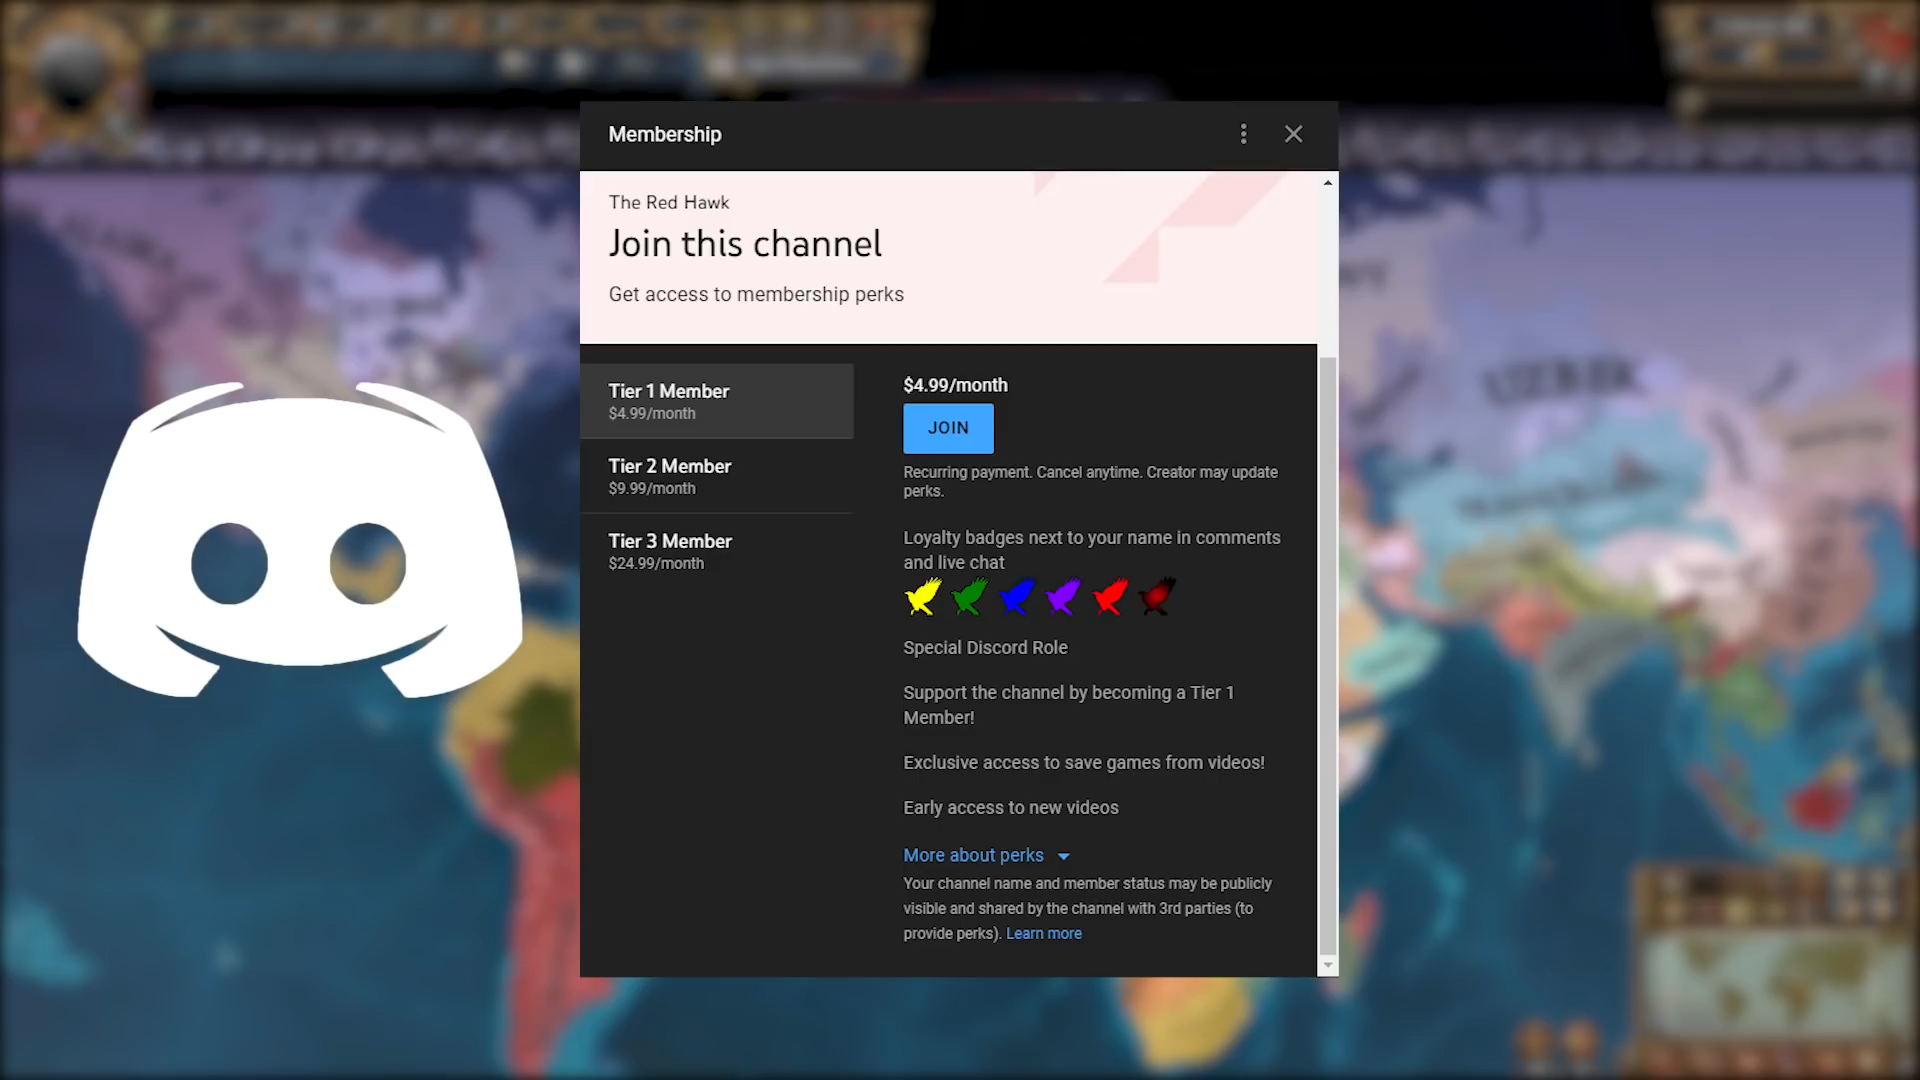 Membership
The Red Hawk
Join this channel
Get access to membership perks
Tier 1 Member
$4.99/month
Tier 2 Member
$9.99/month
Tier 3 Member
$24.99/month
$4.99/month
JOIN
Recurring payment. Cancel anytime. Creator may update
perks.
Loyalty badges next to your name in comments
and live chat
Special Discord Role
Support the channel by becoming a Tier 1
Member!
Exclusive access to save games from videos!
Early access to new videos
More about perks
Your channel name and member status may be publicly
visible and shared by the channel with 3rd parties (to
provide perks). Learn more
UZBEK